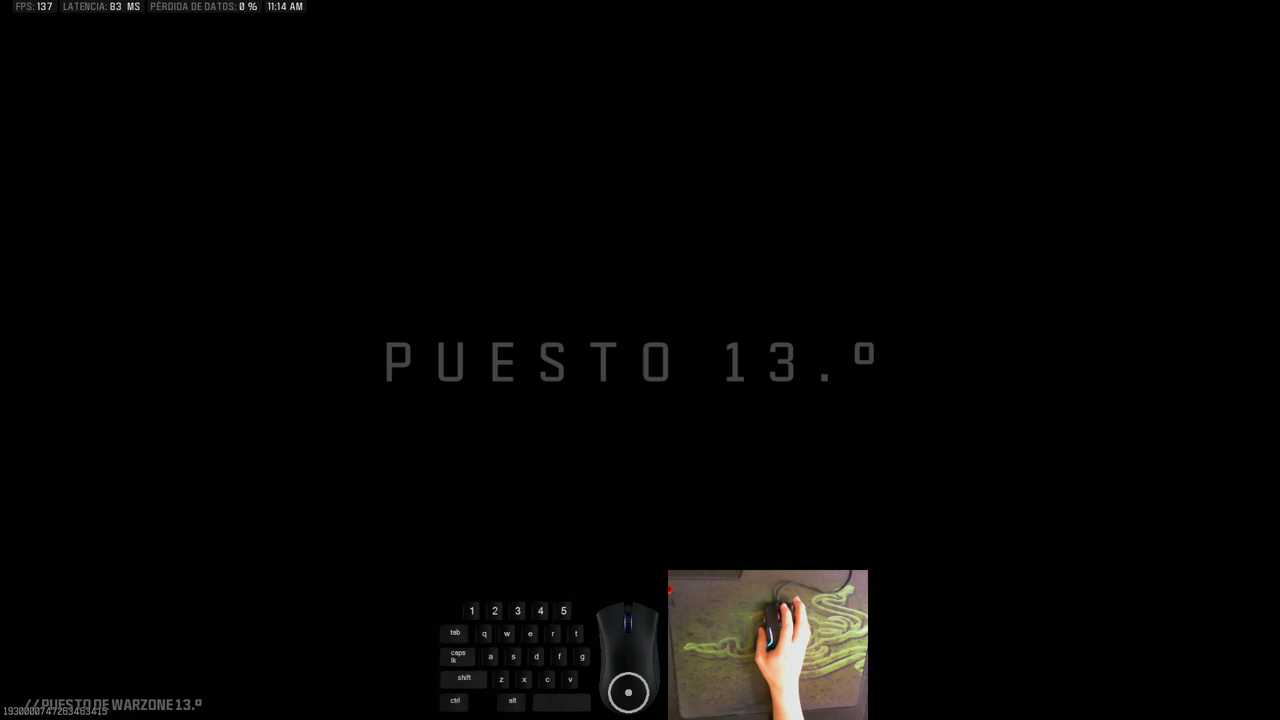 FPS: 137 LATENCIA: 83 MS PÉRDIDA DE DATOS: 0 % 11:14 AM
PUESTO 13.º
1 2 3 4 5
tab q w e r t
caps lk a s d f g
shift z x c v
ctrl alt
// PUESTO DE WARZONE 13.º
1930000747263463415